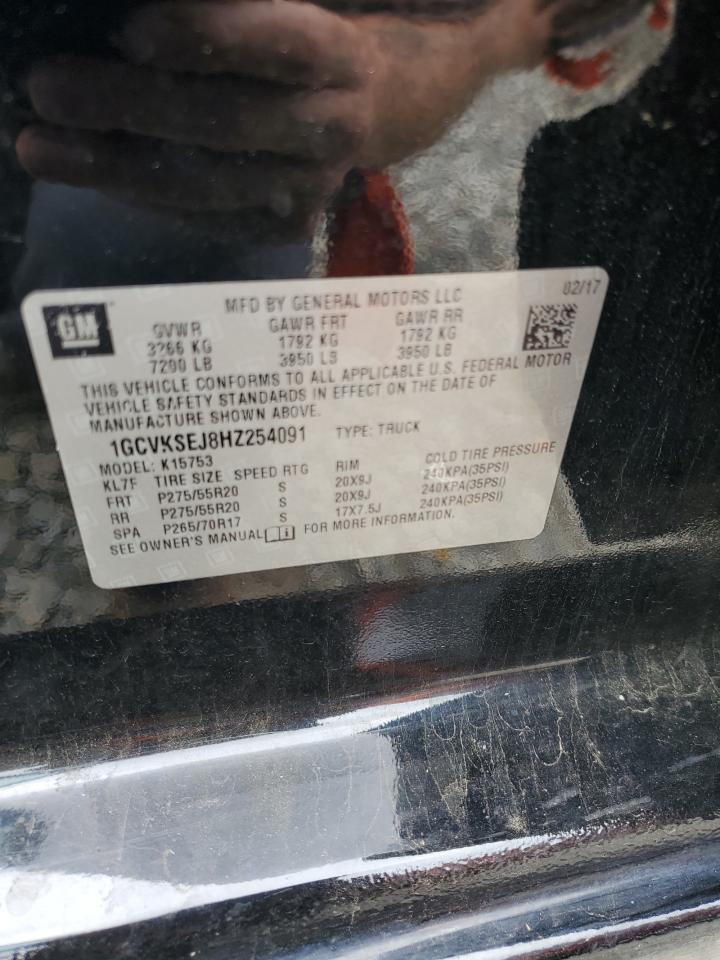 GM
MFD BY GENERAL MOTORS LLC 02/17
GVWR GAWR FRT GAWR RR
3266 KG 1792 KG 1792 KG
7200 LB 3950 LB 3950 LB
THIS VEHICLE CONFORMS TO ALL APPLICABLE U.S. FEDERAL MOTOR
VEHICLE SAFETY STANDARDS IN EFFECT ON THE DATE OF
MANUFACTURE SHOWN ABOVE.
1GCVKSEJ8HZ254091 TYPE: TRUCK
MODEL: K15753
KL7F TIRE SIZE SPEED RTG RIM COLD TIRE PRESSURE
FRT P275/55R20 S 20X9J 240KPA(35PSI)
RR P275/55R20 S 20X9J 240KPA(35PSI)
SPA P265/70R17 S 17X7.5J 240KPA(35PSI)
SEE OWNER'S MANUAL FOR MORE INFORMATION.